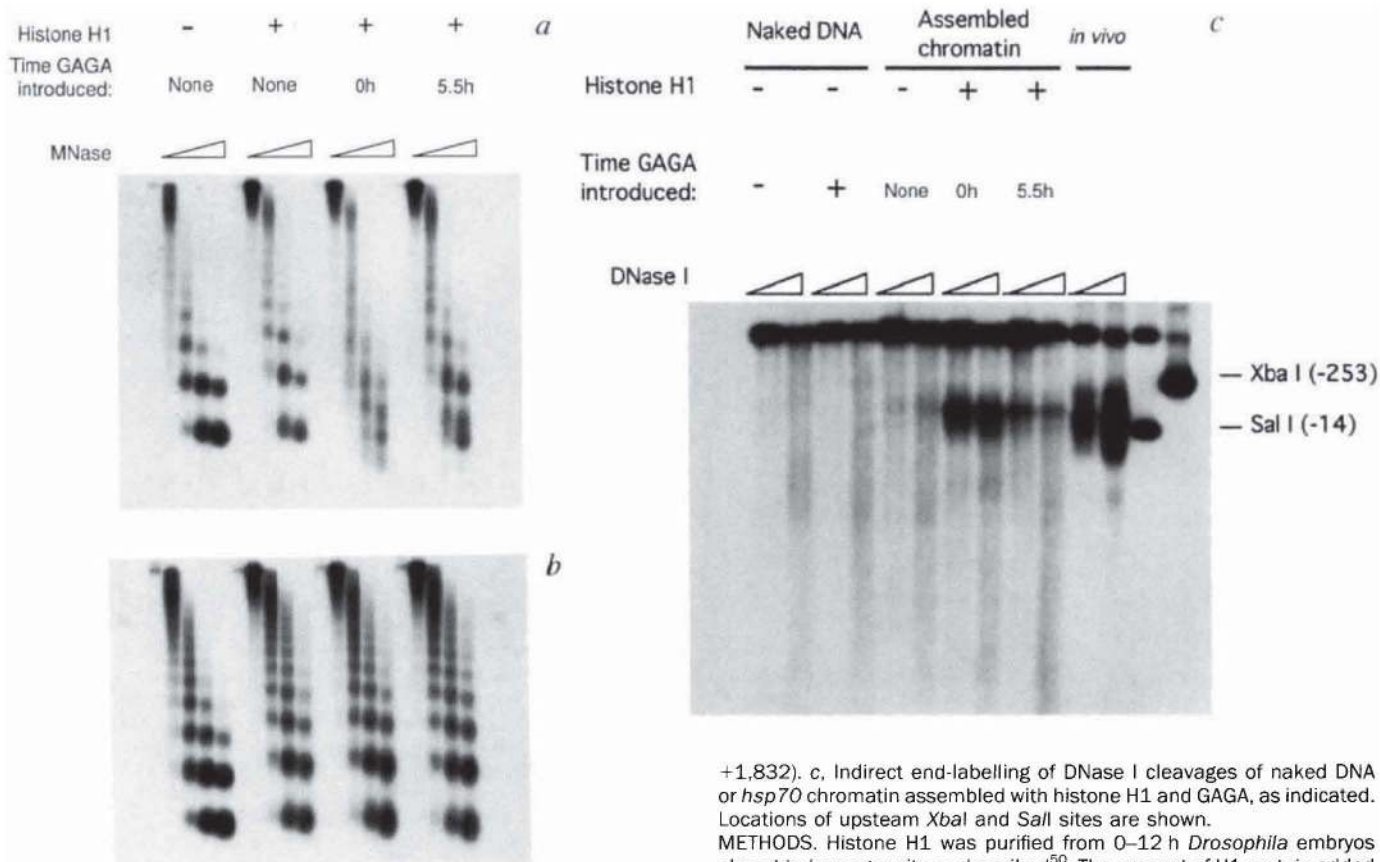 Histone H1 - + + + a
Time GAGA
introduced: None None 0h 5.5h
MNase
b
Naked DNA Assembled chromatin in vivo c
Histone H1 - - - + +
Time GAGA
introduced: - + None 0h 5.5h
DNase I
— Xba I (-253)
— Sal I (-14)
+1,832). c, Indirect end-labelling of DNase I cleavages of naked DNA
or hsp70 chromatin assembled with histone H1 and GAGA, as indicated.
Locations of upsteam XbaI and SalI sites are shown.
METHODS. Histone H1 was purified from 0–12 h Drosophila embryos